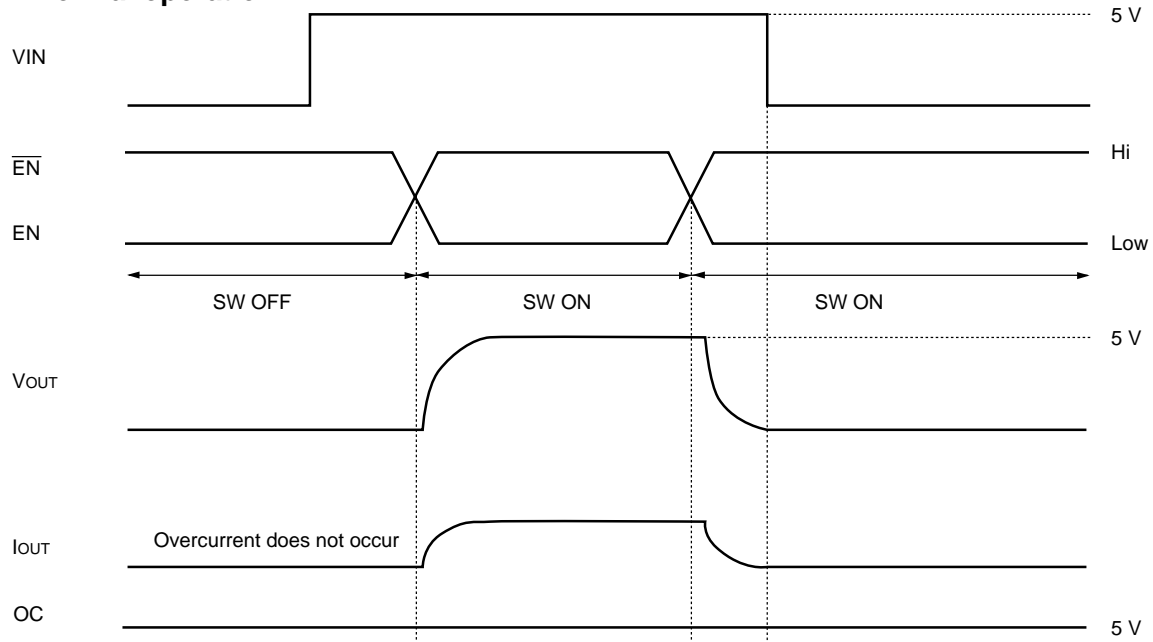 5 V
VIN
EN
Hi
EN
Low
SW OFF
SW ON
SW ON
5 V
VOUT
IOUT
Overcurrent does not occur
OC
5 V